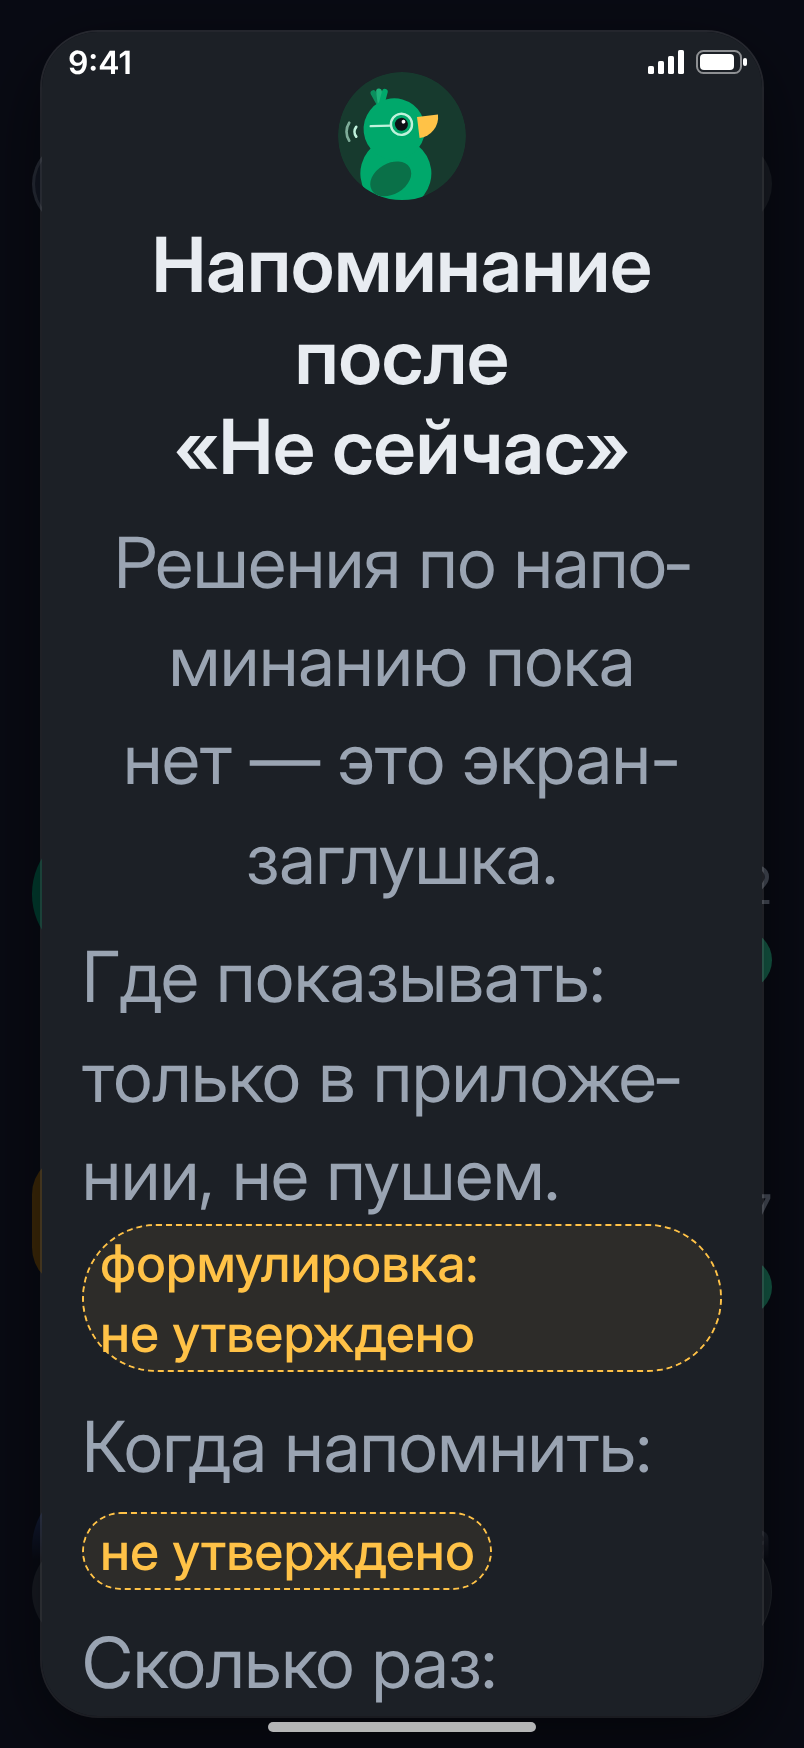 9:41
Напоминание
после
«Не сейчас»
Решения по напо-
минанию пока
нет — это экран-
заглушка.
Где показывать:
только в приложе-
нии, не пушем.
формулировка:
не утверждено
Когда напомнить:
не утверждено
Сколько раз: